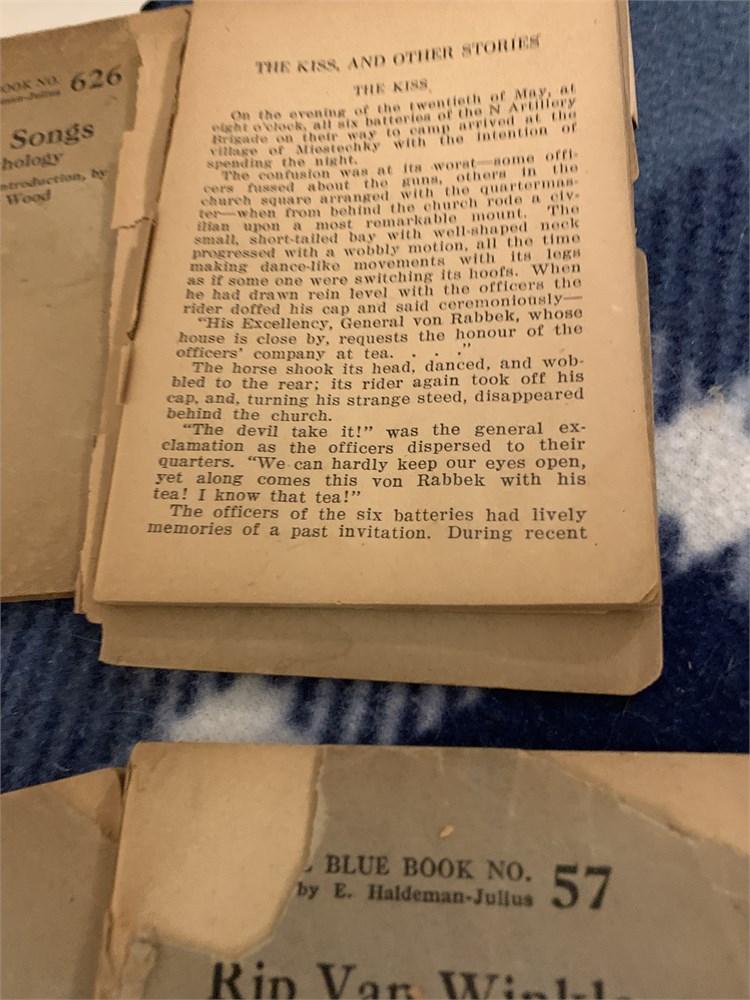 OOK NO. 626
man-Julius
Songs
hology
ntroduction, by
Wood
THE KISS, AND OTHER STORIES
THE KISS
On the evening of the twentieth of May, at
eight o'clock, all six batteries of the N Artillery
Brigade on their way to camp arrived at the
village of Miestechky with the intention of
spending the night.
The confusion was at its worst—some offi-
cers fussed about the guns, others in the
church square arranged with the quartermas-
ter—when from behind the church rode a civ-
ilian upon a most remarkable mount. The
small, short-tailed bay with well-shaped neck
progressed with a wobbly motion, all the time
making dance-like movements with its legs
as if some one were switching its hoofs. When
he had drawn rein level with the officers the
rider doffed his cap and said ceremoniously—
"His Excellency, General von Rabbek, whose
house is close by, requests the honour of the
officers' company at tea. . . ."
The horse shook its head, danced, and wob-
bled to the rear; its rider again took off his
cap, and, turning his strange steed, disappeared
behind the church.
"The devil take it!" was the general ex-
clamation as the officers dispersed to their
quarters. "We can hardly keep our eyes open,
yet along comes this von Rabbek with his
tea! I know that tea!"
The officers of the six batteries had lively
memories of a past invitation. During recent
BLUE BOOK NO. 57
by E. Haldeman-Julius
Rip Van Winkl